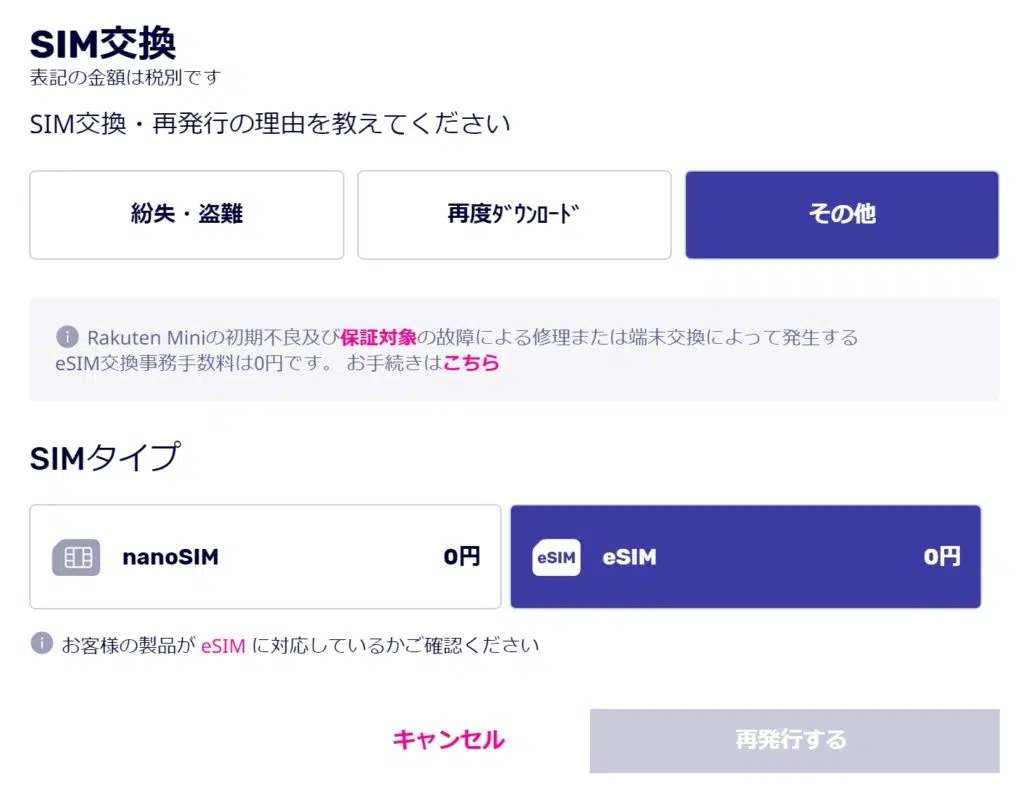 SIM交換
表記の金額は税別です
SIM交換・再発行の理由を教えてください
紛失・盗難
再度ﾀﾞｳﾝﾛｰﾄﾞ
その他
Rakuten Miniの初期不良及び保証対象の故障による修理または端末交換によって発生する
eSIM交換事務手数料は0円です。 お手続きはこちら
SIMタイプ
nanoSIM 0円
eSIM eSIM 0円
お客様の製品が eSIM に対応しているかご確認ください
キャンセル
再発行する